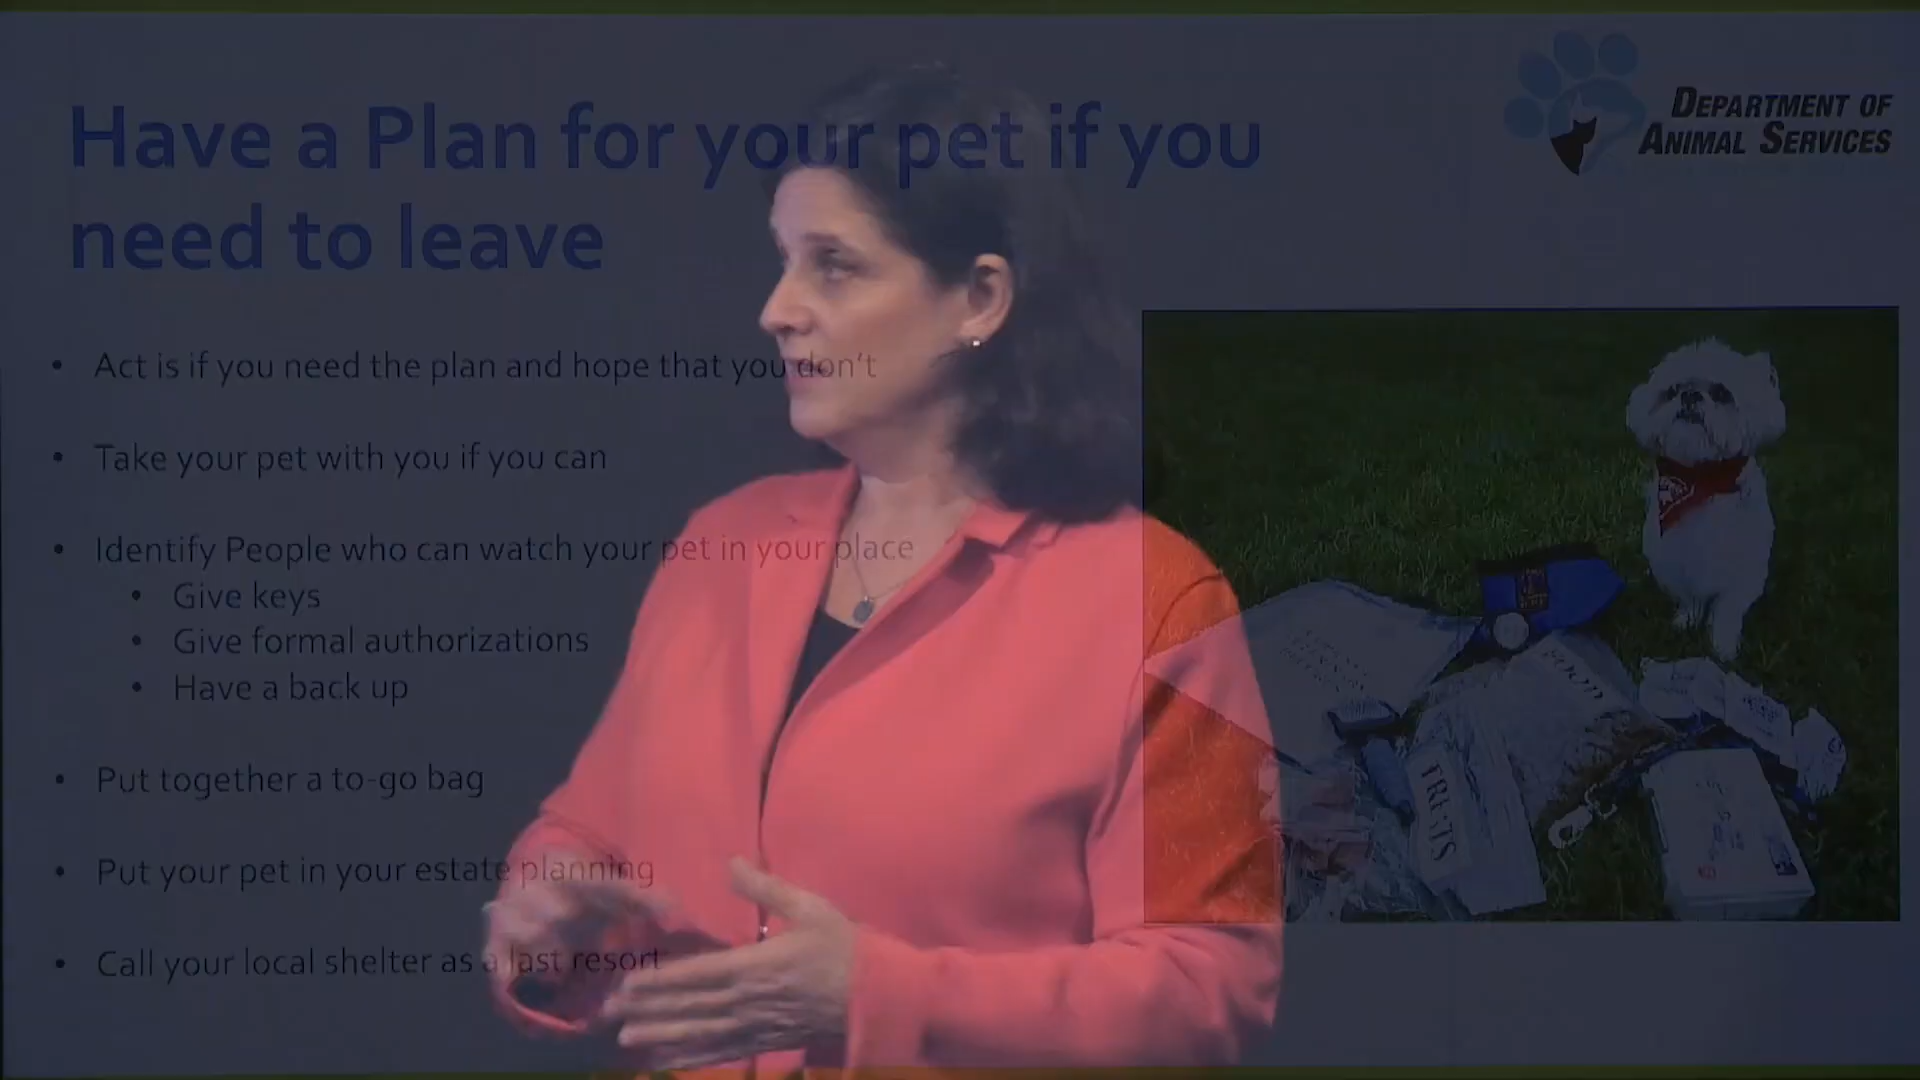 Have a Plan for your pet if you
need to leave
DEPARTMENT OF
ANIMAL SERVICES
• Act is if you need the plan and hope that you don't
• Take your pet with you if you can
• Identify People who can watch your pet in your place
• Give keys
• Give formal authorizations
• Have a back up
• Put together a to-go bag
• Put your pet in your estate planning
• Call your local shelter as a last resort
FOOD
TREATS